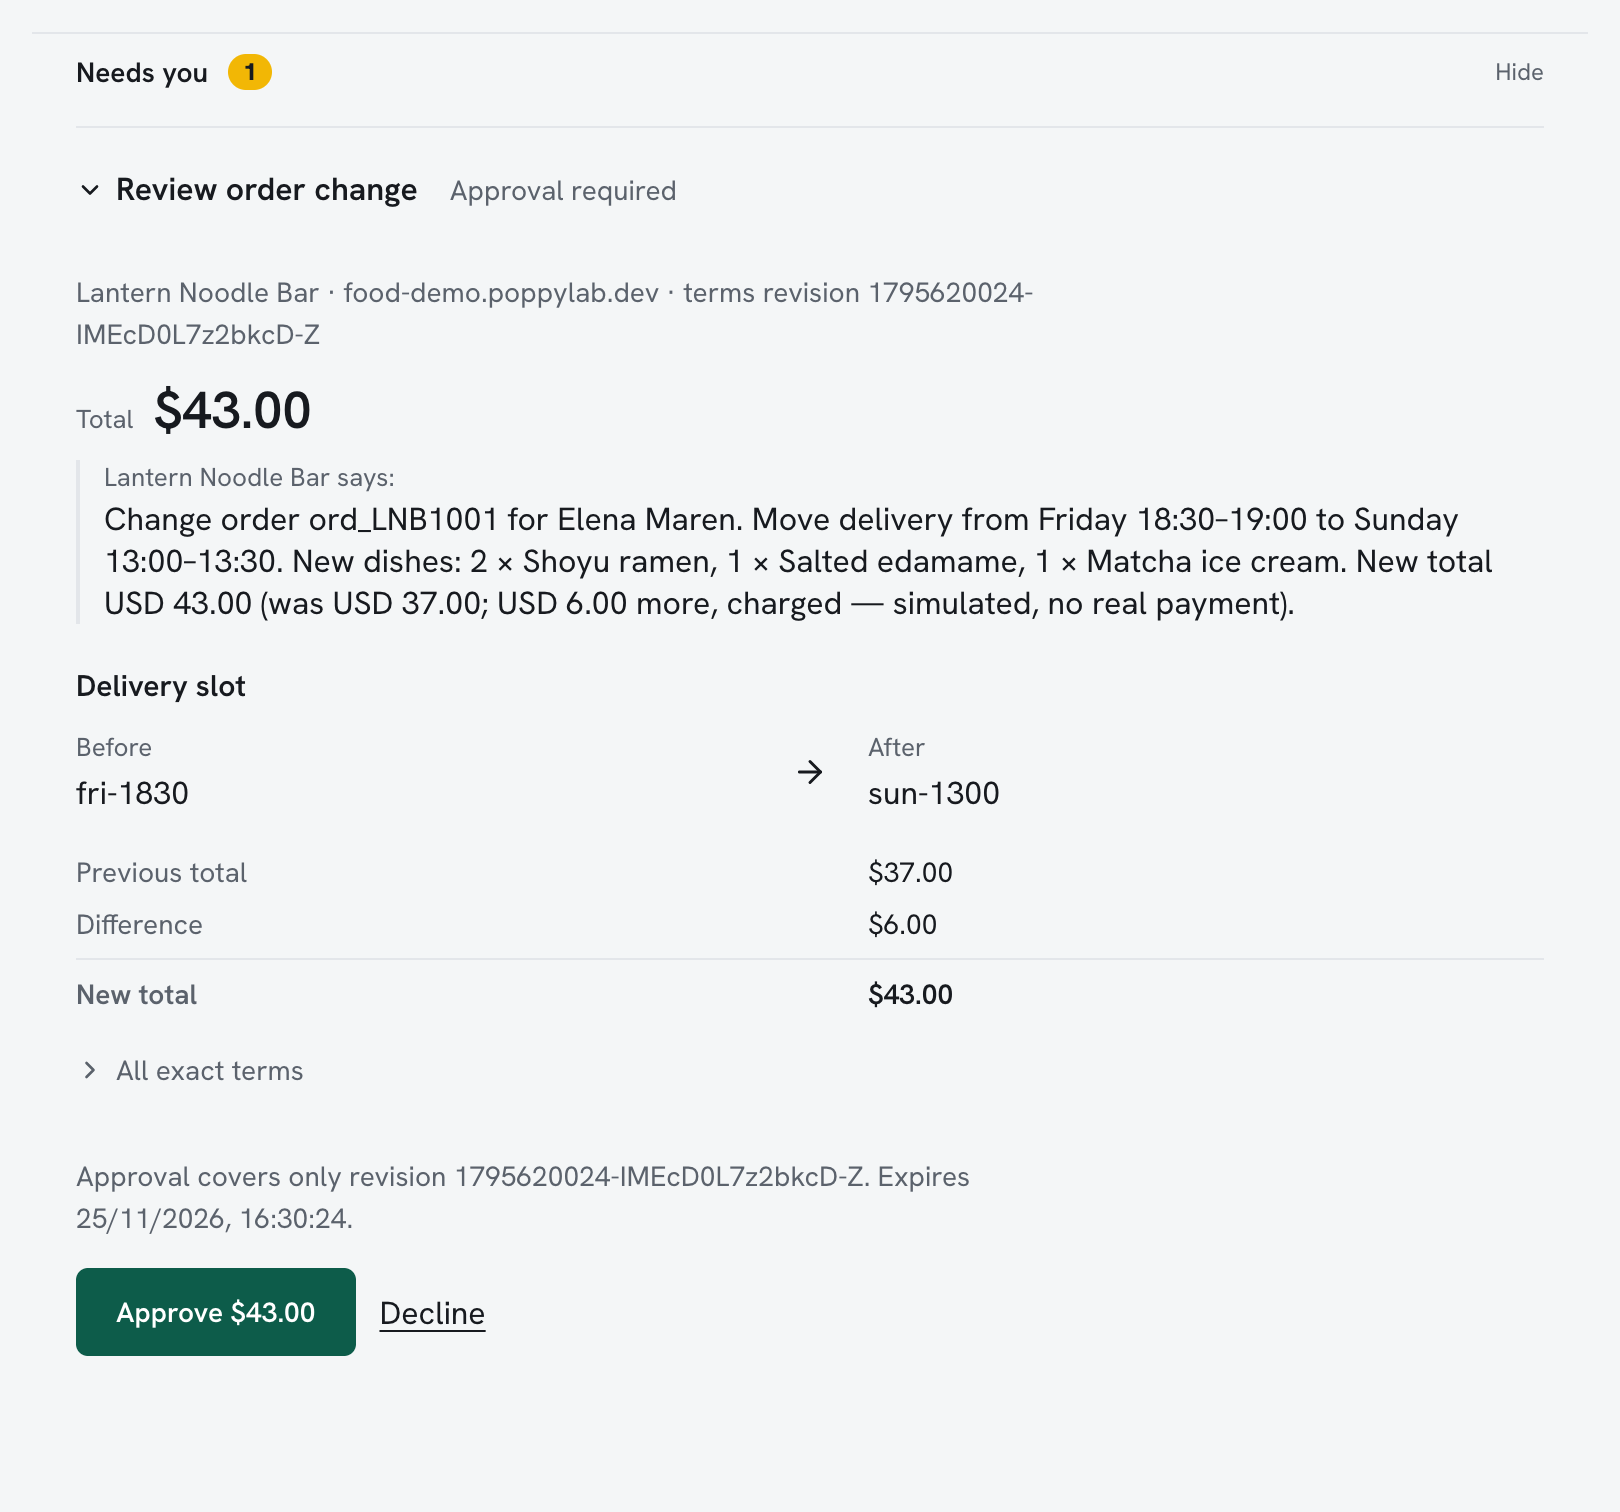 Needs you 1 Hide
Review order change Approval required
Lantern Noodle Bar · food-demo.poppylab.dev · terms revision 1795620024-
IMEcD0L7z2bkcD-Z
Total $43.00
Lantern Noodle Bar says:
Change order ord_LNB1001 for Elena Maren. Move delivery from Friday 18:30–19:00 to Sunday
13:00–13:30. New dishes: 2 × Shoyu ramen, 1 × Salted edamame, 1 × Matcha ice cream. New total
USD 43.00 (was USD 37.00; USD 6.00 more, charged — simulated, no real payment).
Delivery slot
Before After
fri-1830 → sun-1300
Previous total $37.00
Difference $6.00
New total $43.00
All exact terms
Approval covers only revision 1795620024-IMEcD0L7z2bkcD-Z. Expires
25/11/2026, 16:30:24.
Approve $43.00 Decline